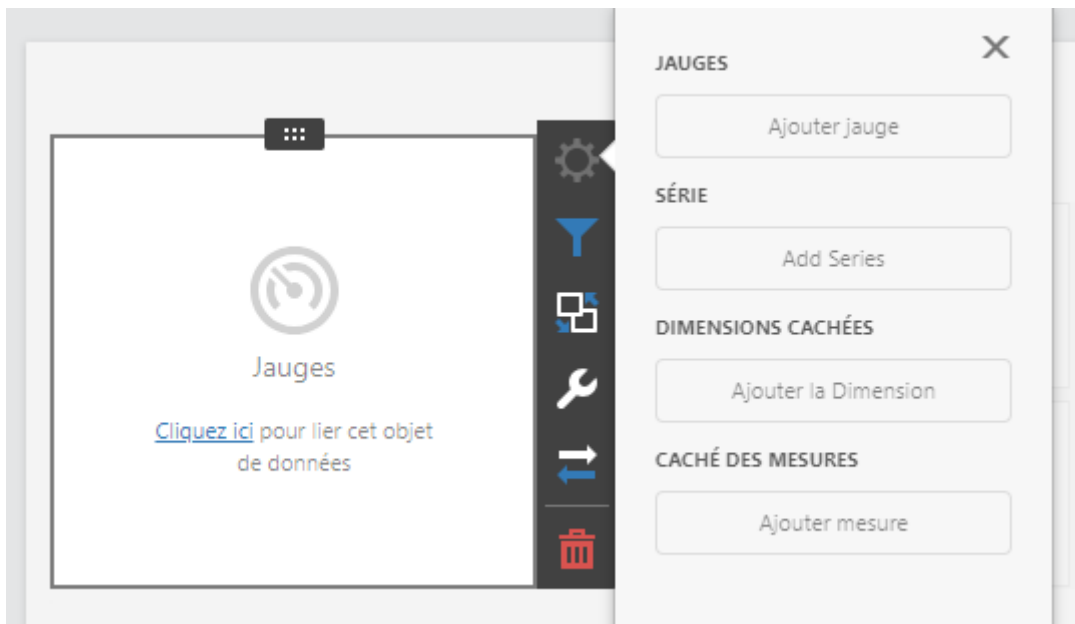 JAUGES
Ajouter jauge
SÉRIE
Add Series
DIMENSIONS CACHÉES
Ajouter la Dimension
CACHÉ DES MESURES
Ajouter mesure
Jauges
Cliquez ici pour lier cet objet
de données